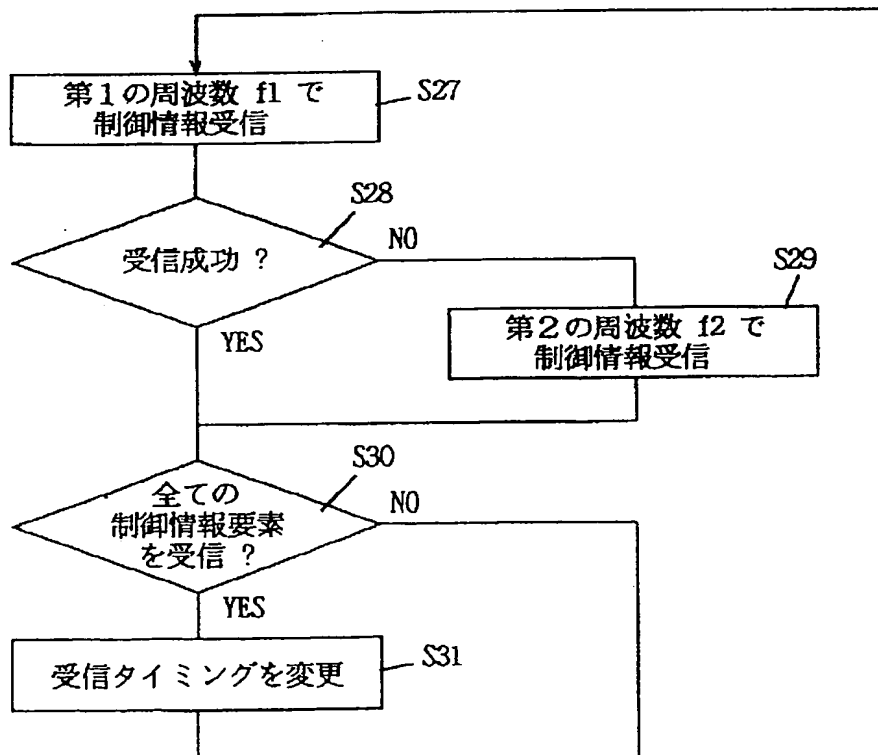 第1の周波数 f1 で
制御情報受信
S27
S28
受信成功 ?
NO
S29
第2の周波数 f2 で
制御情報受信
YES
S30
全ての
制御情報要素
を受信 ?
NO
YES
S31
受信タイミングを変更